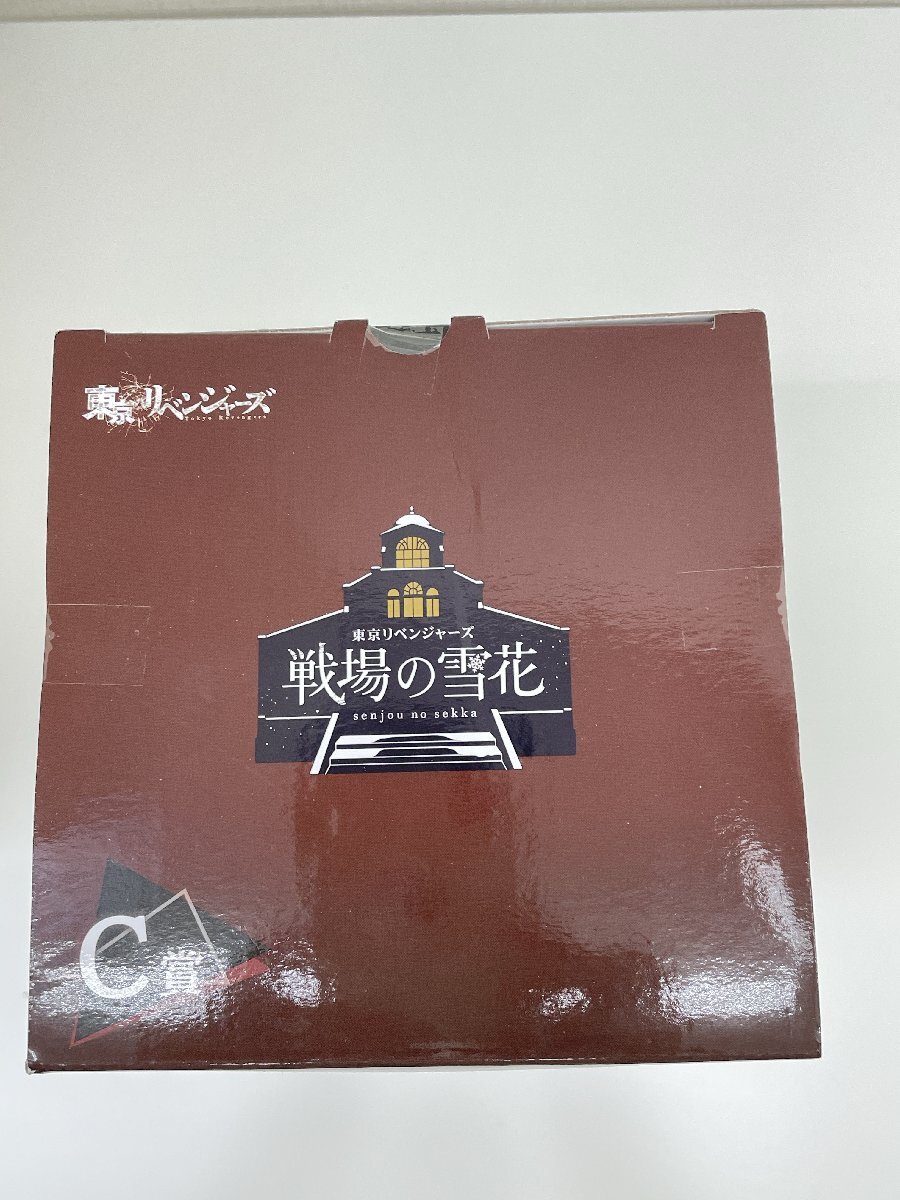 東京リベンジャーズ
Tokyo Revengers
東京リベンジャーズ
戦場の雪花
senjou no sekka
C賞